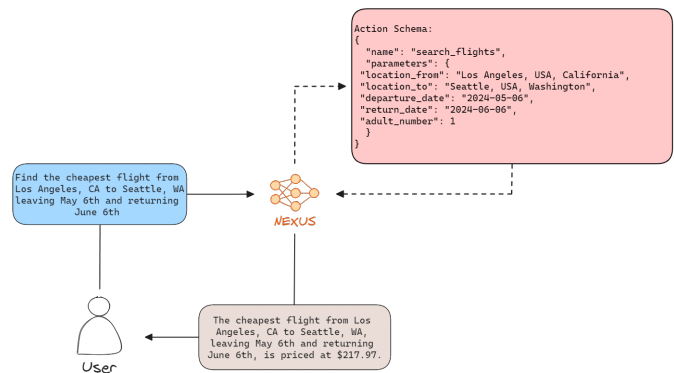 Action Schema:
{
"name": "search_flights",
"parameters": {
"location_from": "Los Angeles, USA, California",
"location_to": "Seattle, USA, Washington",
"departure_date": "2024-05-06",
"return_date": "2024-06-06",
"adult_number": 1
}
}
Find the cheapest flight from
Los Angeles, CA to Seattle, WA
leaving May 6th and returning
June 6th
NEXUS
The cheapest flight from Los
Angeles, CA to Seattle, WA,
leaving May 6th and returning
June 6th, is priced at $217.97.
User